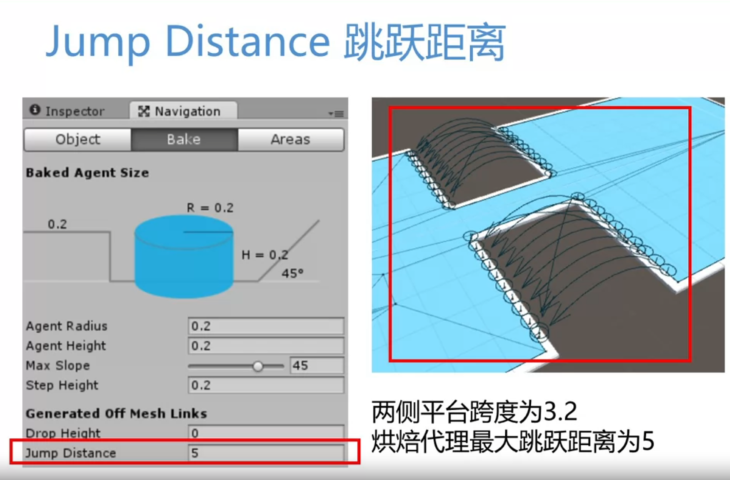 Jump Distance 跳跃距离
Inspector
Navigation
Object
Bake
Areas
Baked Agent Size
R = 0.2
0.2
H = 0.2
45°
Agent Radius 0.2
Agent Height 0.2
Max Slope 45
Step Height 0.2
Generated Off Mesh Links
Drop Height 0
Jump Distance 5
两侧平台跨度为3.2
烘焙代理最大跳跃距离为5